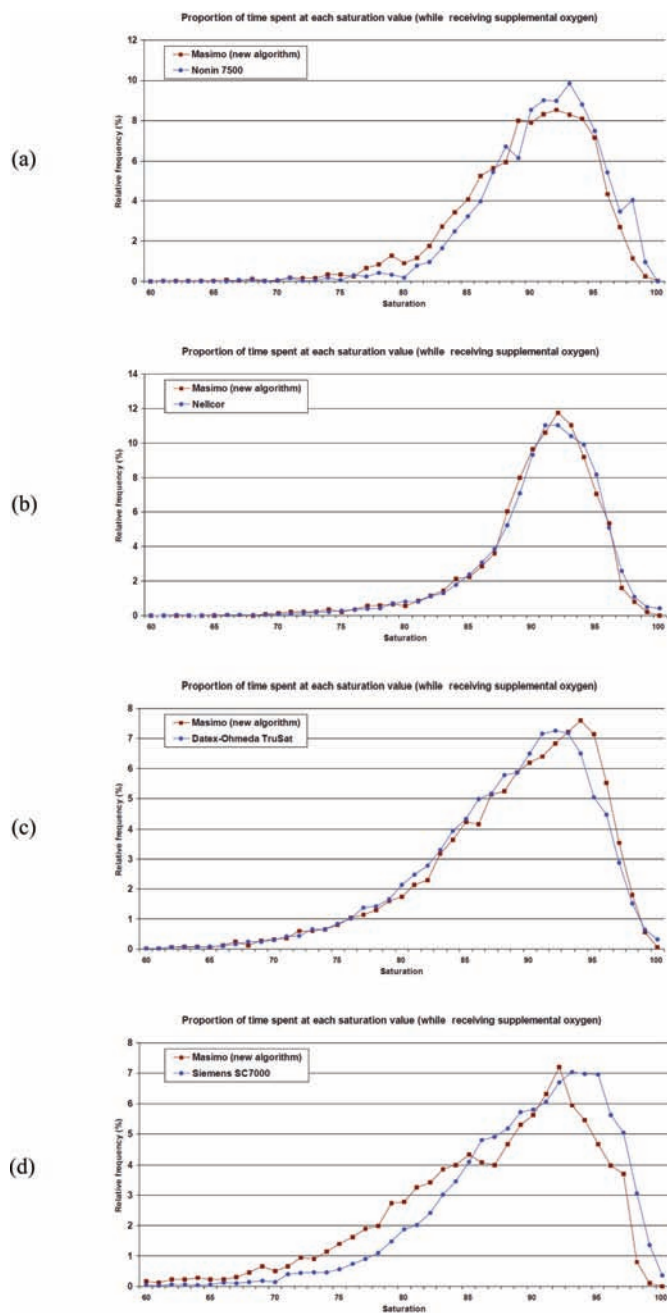 Proportion of time spent at each saturation value (while receiving supplemental oxygen)
Masimo (new algorithm)
Nonin 7500
(a)
Relative frequency (%)
12
10
8
6
4
2
0
60 65 70 75 80 85 90 95 100
Saturation
Proportion of time spent at each saturation value (while receiving supplemental oxygen)
Masimo (new algorithm)
Nellcor
(b)
Relative frequency (%)
14
12
10
8
6
4
2
0
60 65 70 75 80 85 90 95 100
Saturation
Proportion of time spent at each saturation value (while receiving supplemental oxygen)
Masimo (new algorithm)
Datex-Ohmeda TruSat
(c)
Relative frequency (%)
8
7
6
5
4
3
2
1
0
60 65 70 75 80 85 90 95 100
Saturation
Proportion of time spent at each saturation value (while receiving supplemental oxygen)
Masimo (new algorithm)
Siemens SC7000
(d)
Relative frequency (%)
8
7
6
5
4
3
2
1
0
60 65 70 75 80 85 90 95 100
Saturation